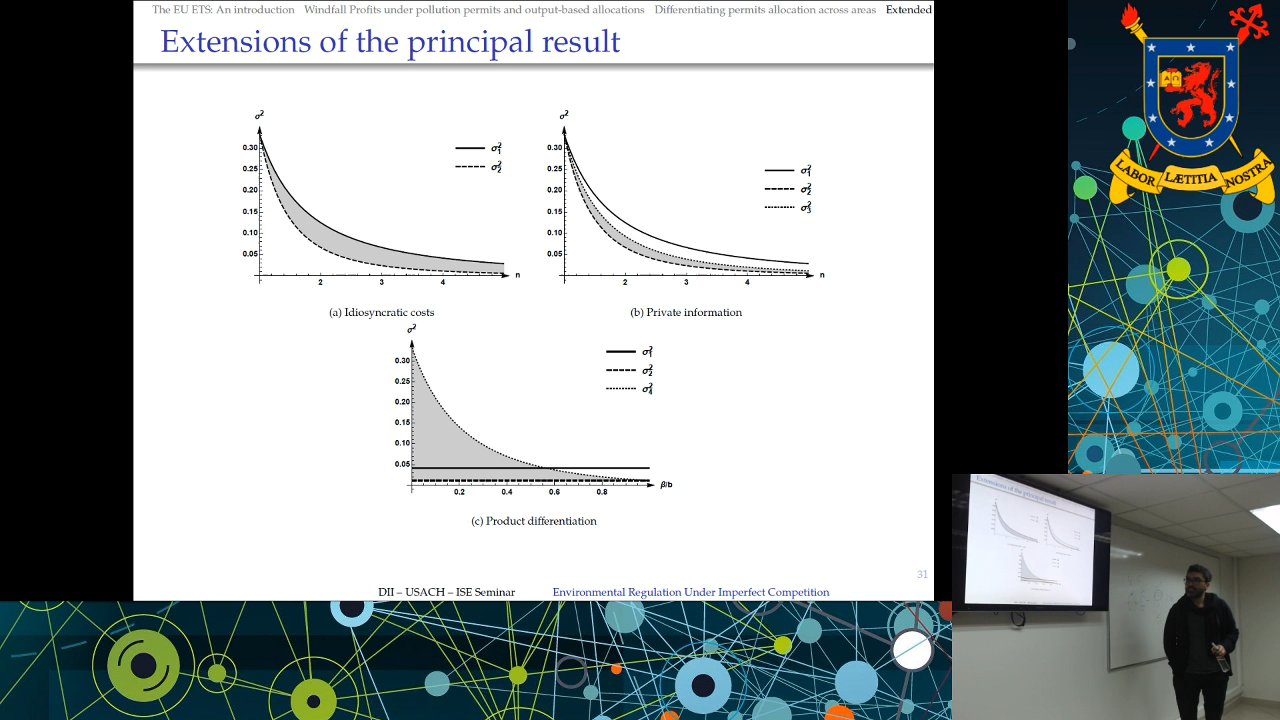 The EU ETS: An introduction Windfall Profits under pollution permits and output-based allocations Differentiating permits allocation across areas Extended
Extensions of the principal result
σ²
0.30
0.25
0.20
0.15
0.10
0.05
2
3
4
n
σ₁²
σ₂²
(a) Idiosyncratic costs
σ²
0.30
0.25
0.20
0.15
0.10
0.05
2
3
4
n
σ₁²
σ₂²
σ₃²
(b) Private information
σ²
0.30
0.25
0.20
0.15
0.10
0.05
0.2
0.4
0.6
0.8
β/b
σ₁²
σ₂²
σ₄²
(c) Product differentiation
31
DII – USACH – ISE Seminar Environmental Regulation Under Imperfect Competition
LABOR LÆTITIA NOSTRA
Extensions of the principal result